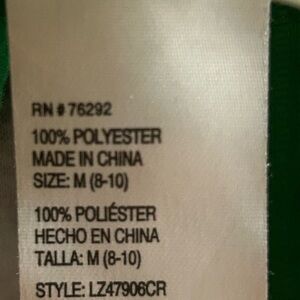 RN # 76292
100% POLYESTER
MADE IN CHINA
SIZE: M (8-10)
100% POLIÉSTER
HECHO EN CHINA
TALLA: M (8-10)
STYLE: LZ47906CR